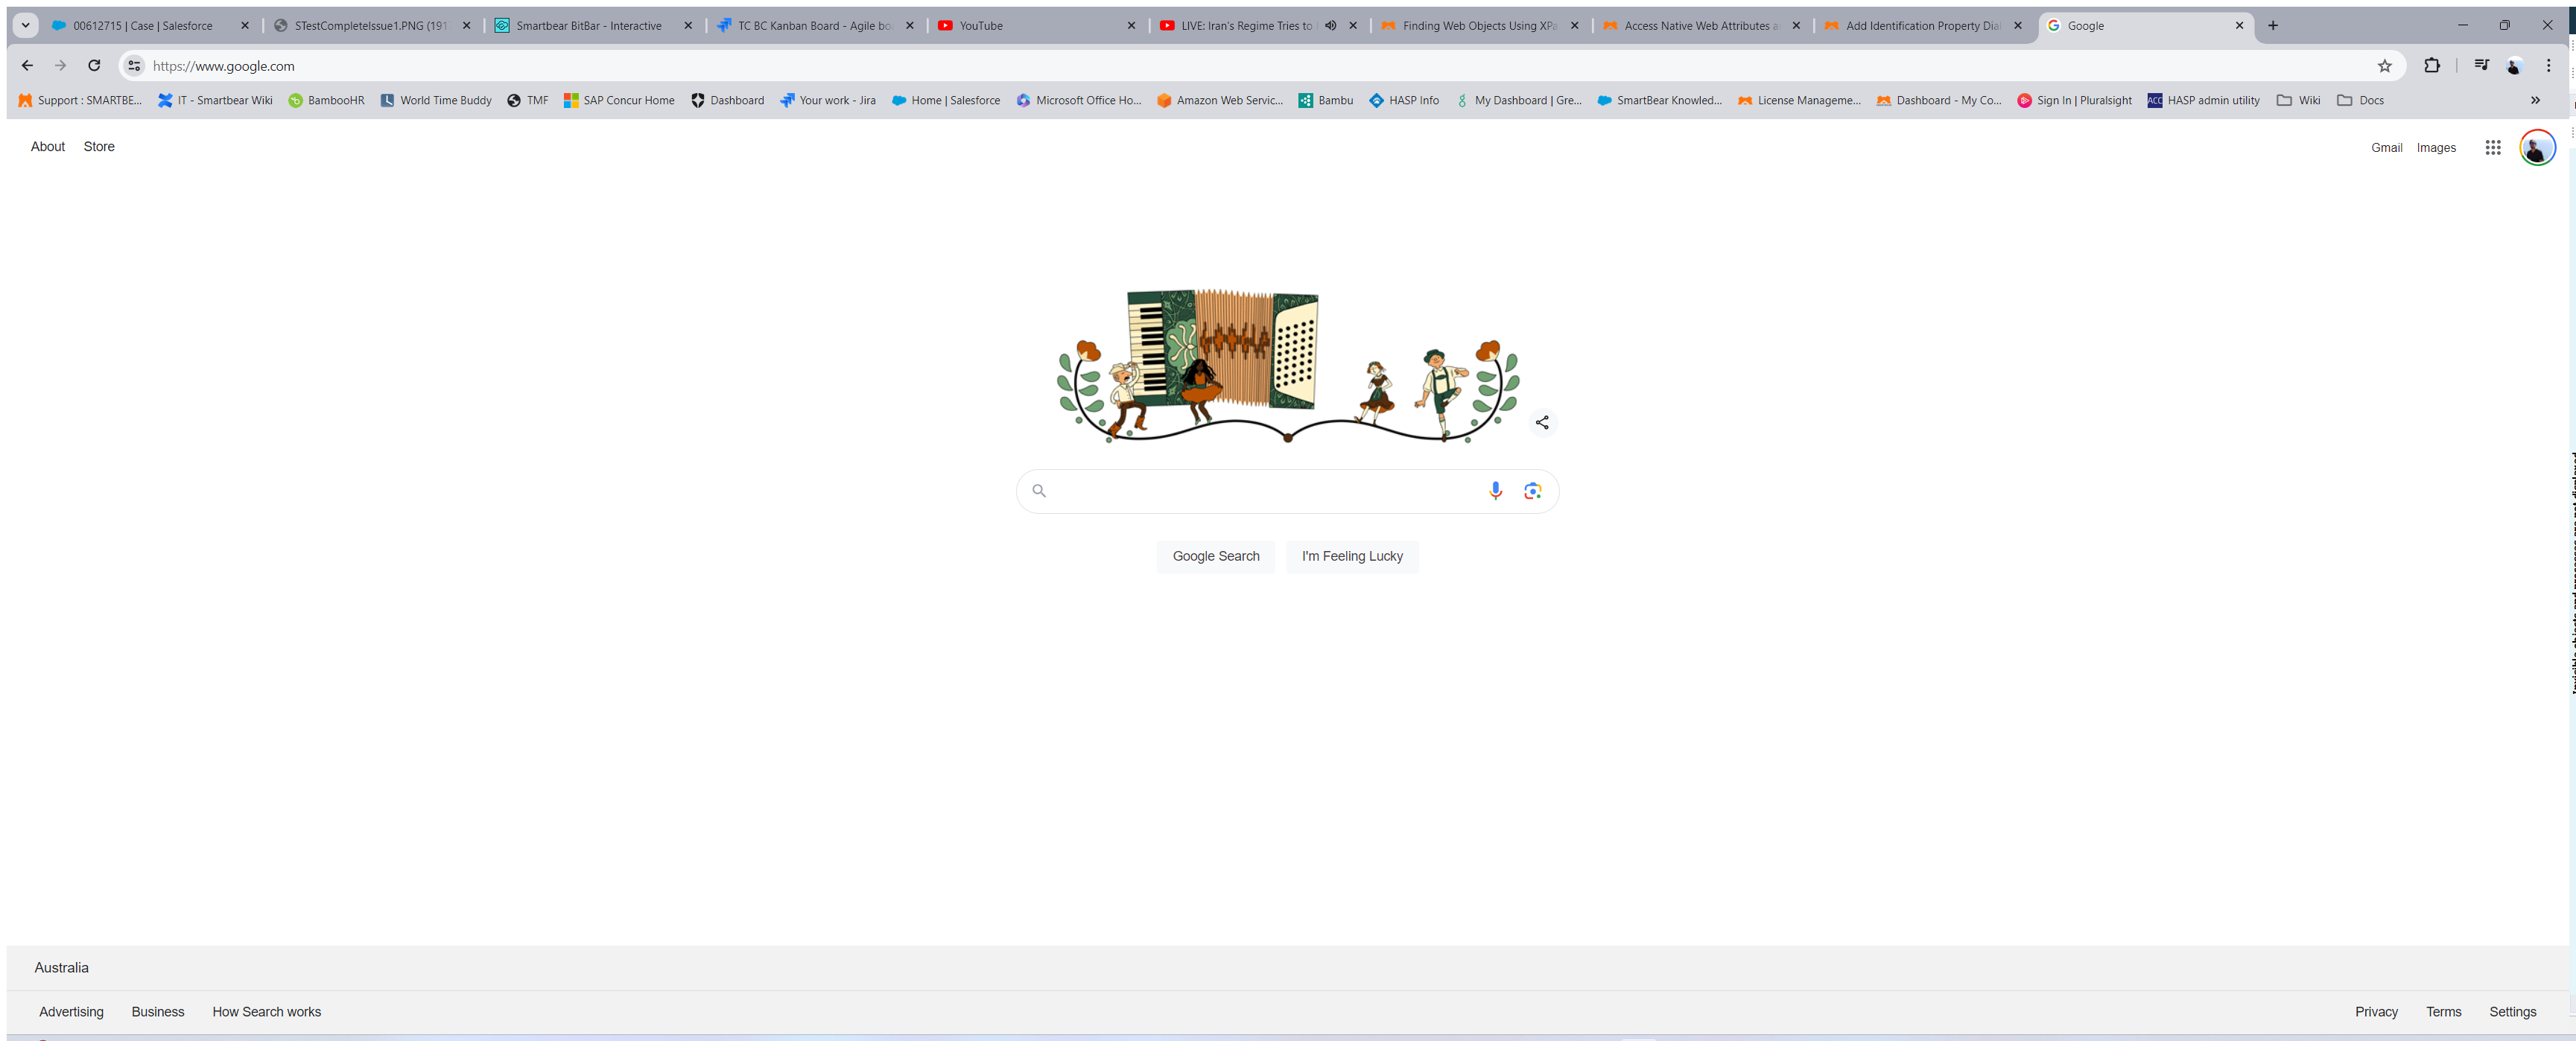 00612715 | Case | Salesforce
STestCompleteIssue1.PNG (191
Smartbear BitBar - Interactive
TC BC Kanban Board - Agile bo
YouTube
LIVE: Iran's Regime Tries to
Finding Web Objects Using XPa
Access Native Web Attributes a
Add Identification Property Dial
Google
https://www.google.com
Support : SMARTBE...
IT - Smartbear Wiki
BambooHR
World Time Buddy
TMF
SAP Concur Home
Dashboard
Your work - Jira
Home | Salesforce
Microsoft Office Ho...
Amazon Web Servic...
Bambu
HASP Info
My Dashboard | Gre...
SmartBear Knowled...
License Manageme...
Dashboard - My Co...
Sign In | Pluralsight
ACC
HASP admin utility
Wiki
Docs
About
Store
Gmail
Images
Google Search
I'm Feeling Lucky
Australia
Advertising
Business
How Search works
Privacy
Terms
Settings